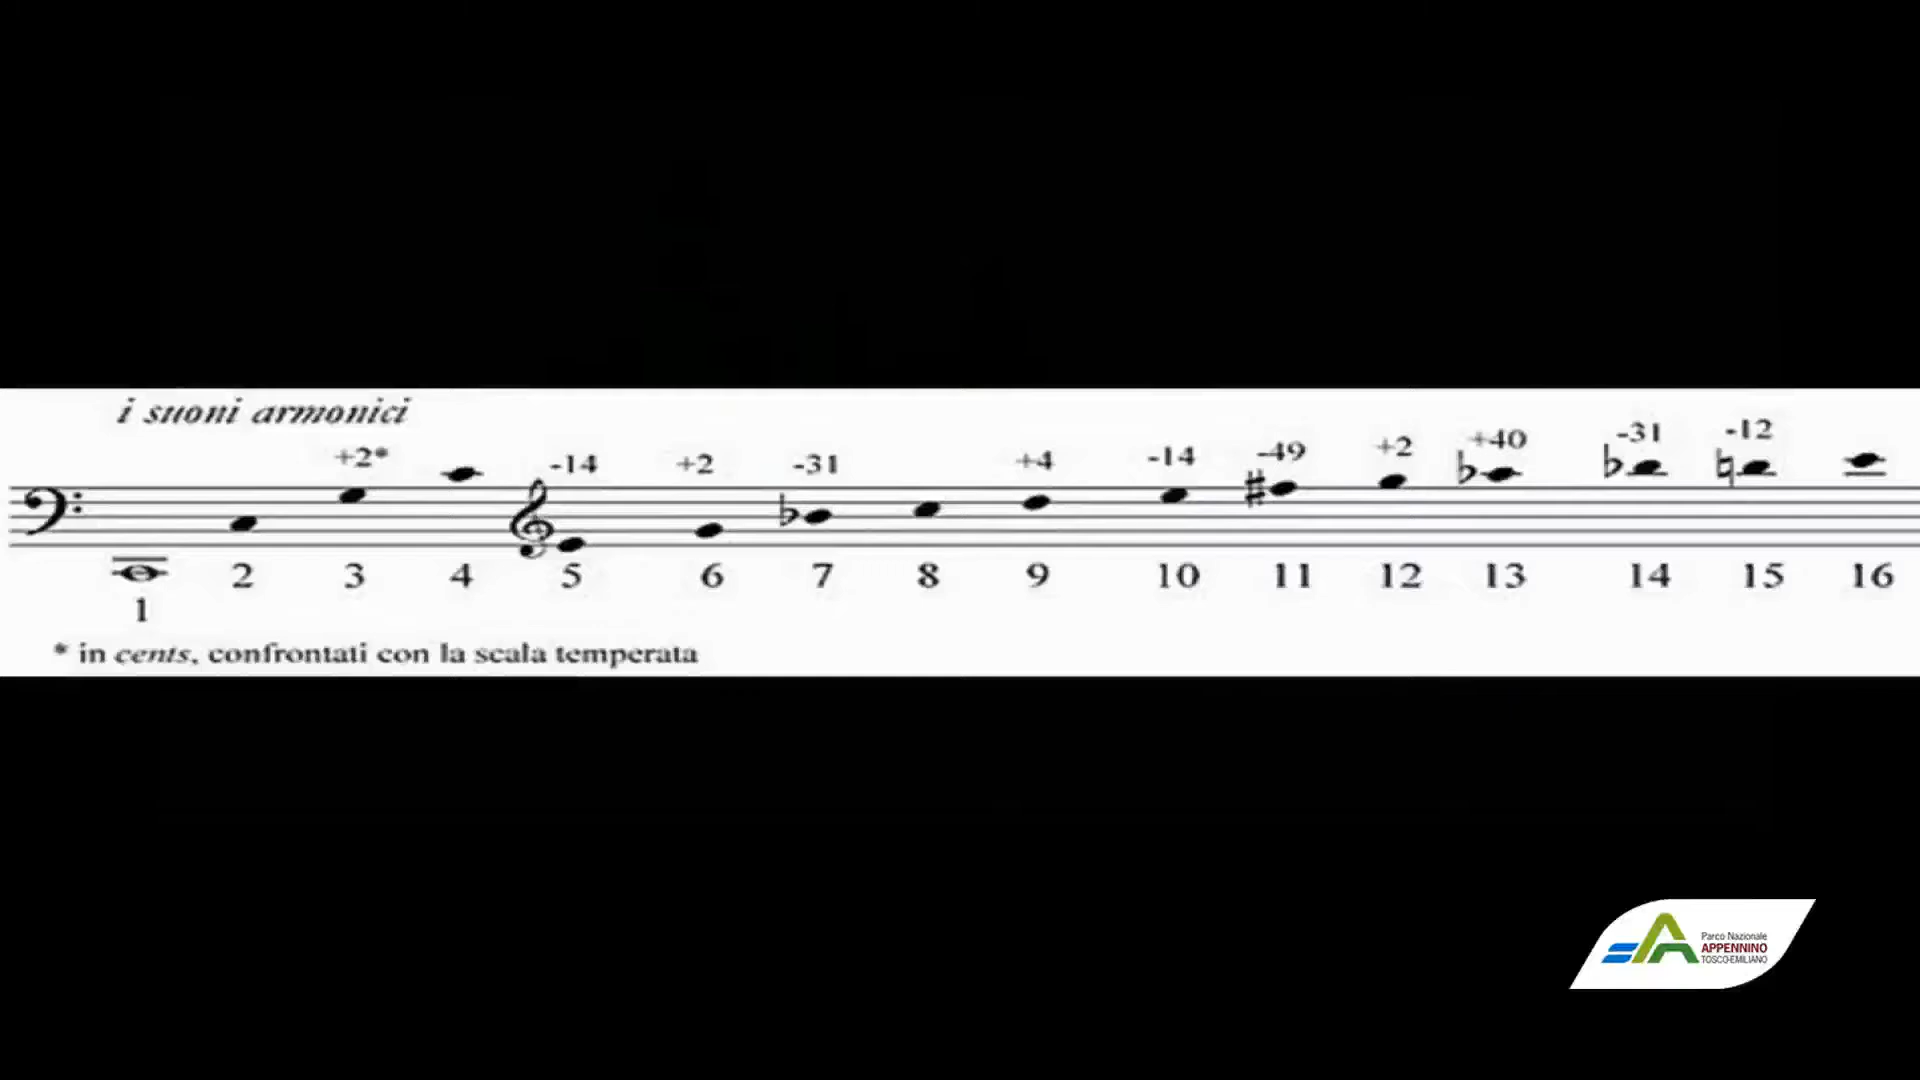 i suoni armonici
+2* -14 +2 -31 +4 -14 -49 +2 +40 -31 -12
2 3 4 5 6 7 8 9 10 11 12 13 14 15 16
1
* in cents, confrontati con la scala temperata
Parco Nazionale
APPENNINO
TOSCO-EMILIANO